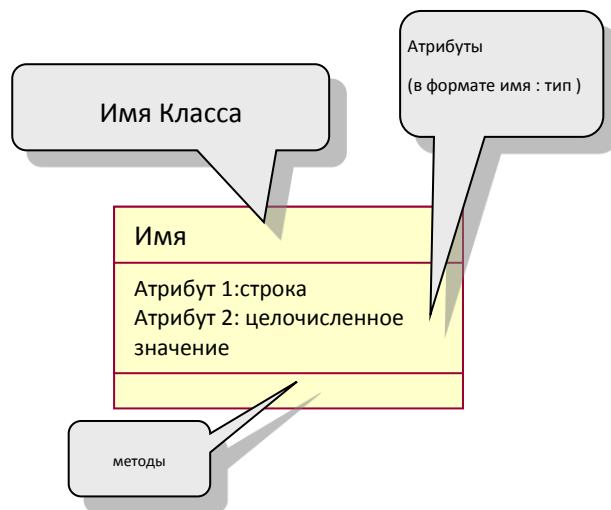 Атрибуты
(в формате имя : тип )
Имя Класса
Имя
Атрибут 1:строка
Атрибут 2: целочисленное
значение
методы